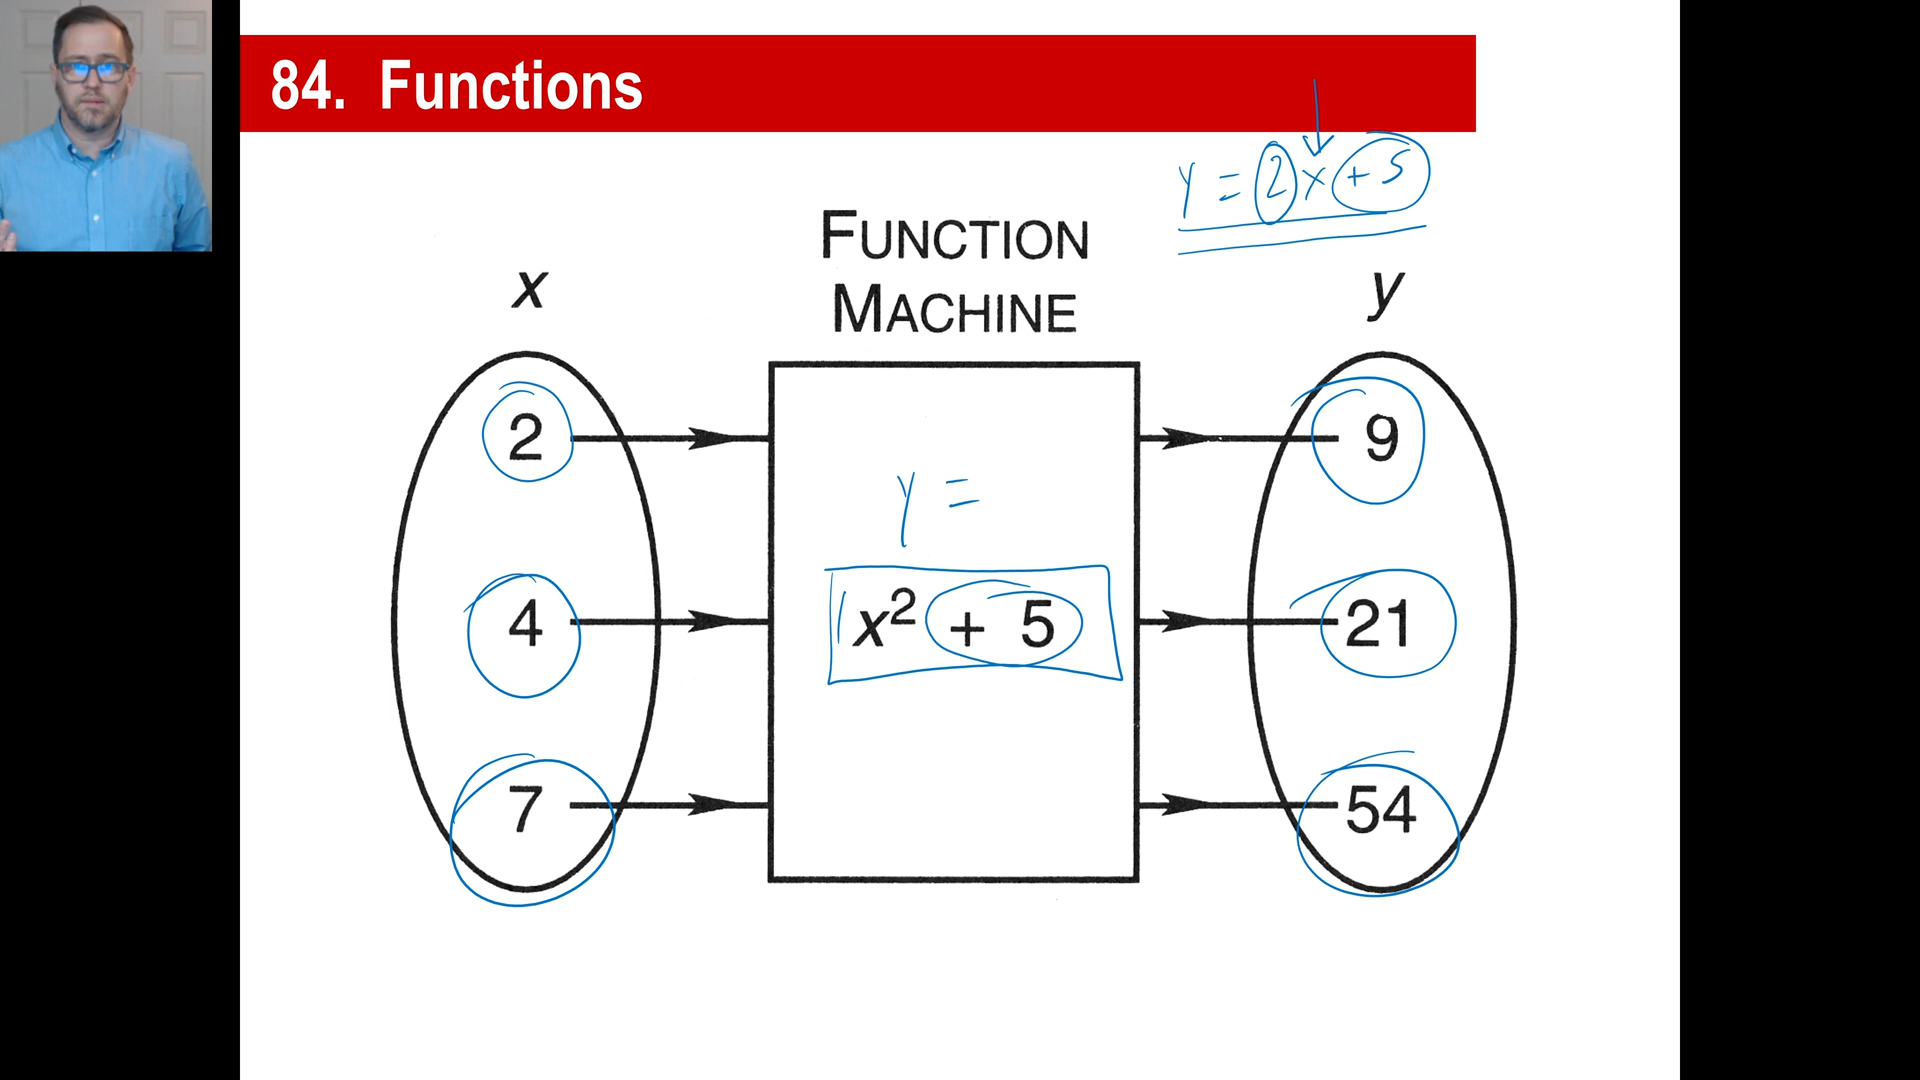 84. Functions
y = 2x + 5
FUNCTION
MACHINE
x
y
2
9
y =
4
x² + 5
21
7
54